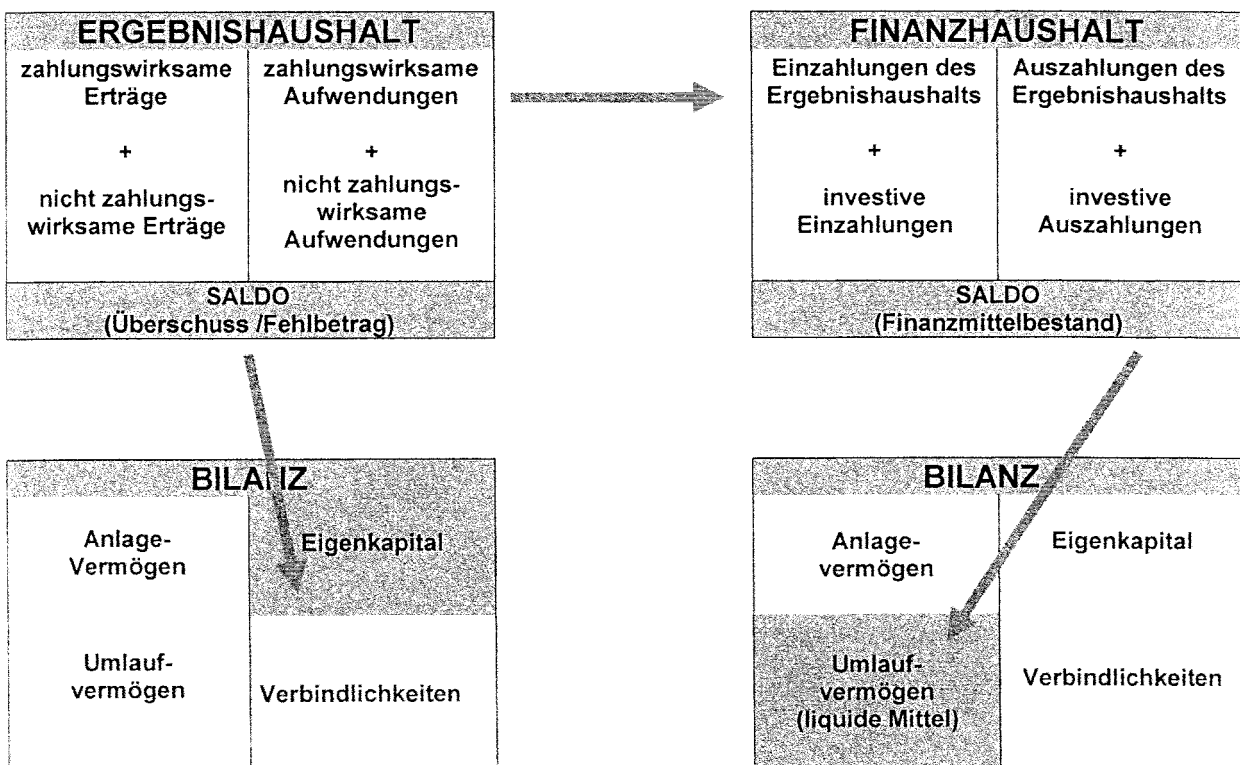 ERGEBNISHAUSHALT
zahlungswirksame
Erträge
+
nicht zahlungs-
wirksame Erträge
zahlungswirksame
Aufwendungen
+
nicht zahlungs-
wirksame
Aufwendungen
SALDO
(Überschuss /Fehlbetrag)
FINANZHAUSHALT
Einzahlungen des
Ergebnishaushalts
+
investive
Einzahlungen
Auszahlungen des
Ergebnishaushalts
+
investive
Auszahlungen
SALDO
(Finanzmittelbestand)
BILANZ
Anlage-
Vermögen
Umlauf-
vermögen
Eigenkapital
Verbindlichkeiten
BILANZ
Anlage-
vermögen
Umlauf-
vermögen
(liquide Mittel)
Eigenkapital
Verbindlichkeiten